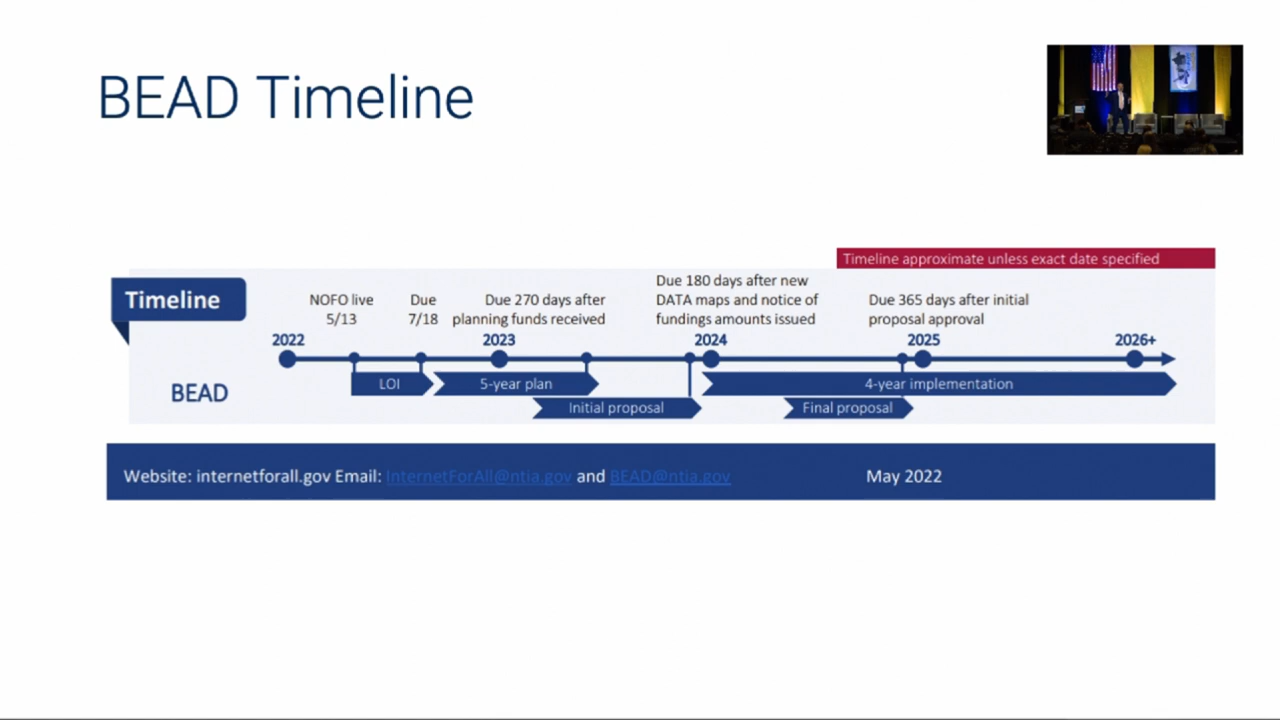 BEAD Timeline
Timeline approximate unless exact date specified
Timeline
NOFO live
5/13
Due
7/18
Due 270 days after
planning funds received
Due 180 days after new
DATA maps and notice of
fundings amounts issued
Due 365 days after initial
proposal approval
2022
2023
2024
2025
2026+
BEAD
LOI
5-year plan
4-year implementation
Initial proposal
Final proposal
Website: internetforall.gov Email: InternetForAll@ntia.gov and BEAD@ntia.gov
May 2022